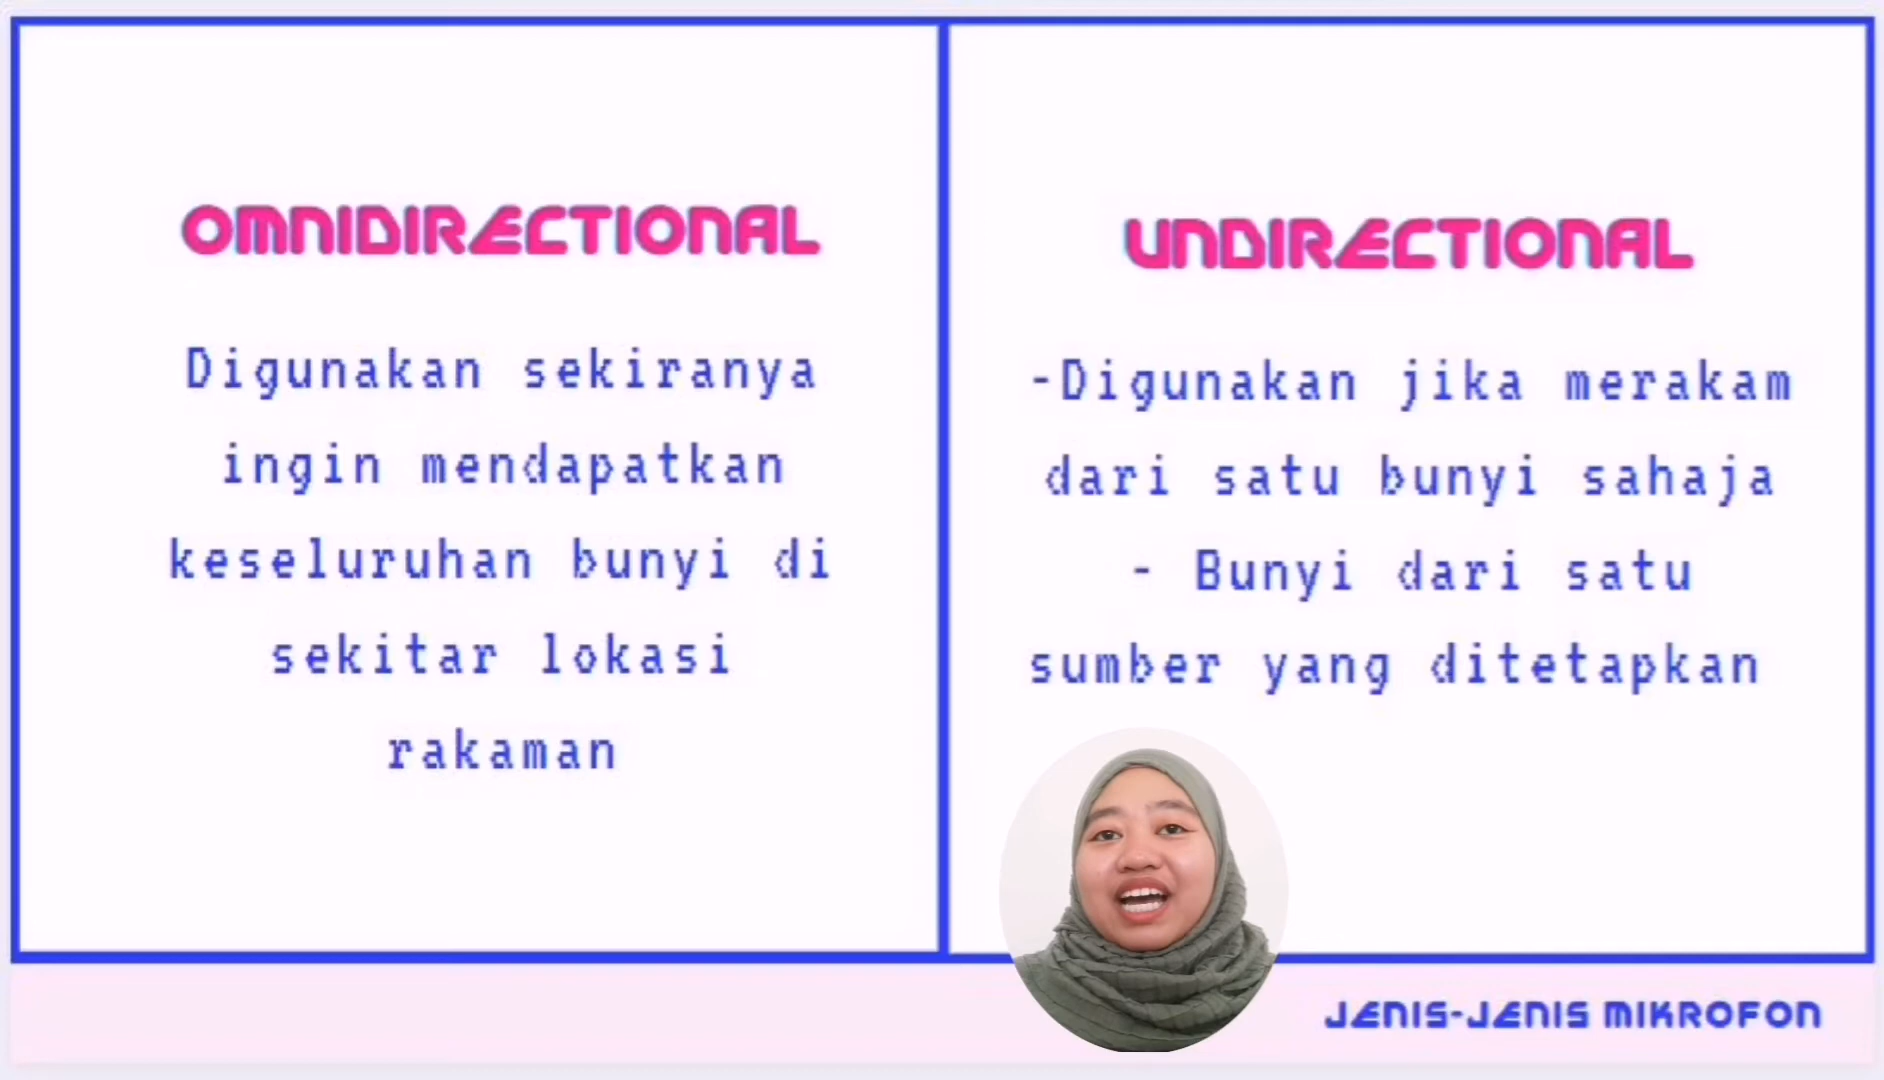 OMNIDIRECTIONAL
Digunakan sekiranya
ingin mendapatkan
keseluruhan bunyi di
sekitar lokasi
rakaman
UNDIRECTIONAL
-Digunakan jika merakam
dari satu bunyi sahaja
- Bunyi dari satu
sumber yang ditetapkan
JENIS-JENIS MIKROFON